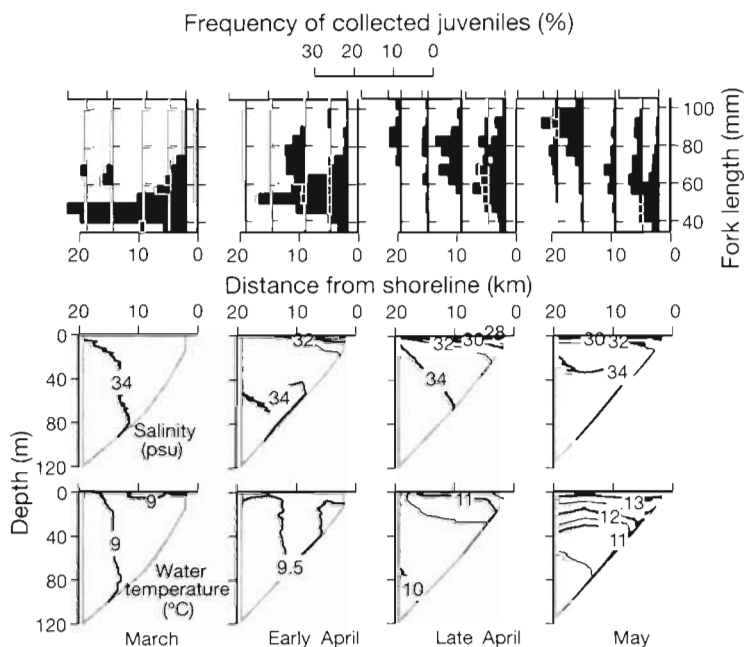 Frequency of collected juveniles (%)
30 20 10 0
100
80
60
40
Fork length (mm)
20 10 0 20 10 0 20 10 0 20 10 0
Distance from shoreline (km)
20 10 0 20 10 0 20 10 0 20 10 0
0
40
80
120
34
Salinity
(psu)
32
34
32 30 28
34
30 32
34
Depth (m)
0
40
80
120
9
9
Water
temperature
(°C)
9.5
11
10
13
12
11
March Early April Late April May